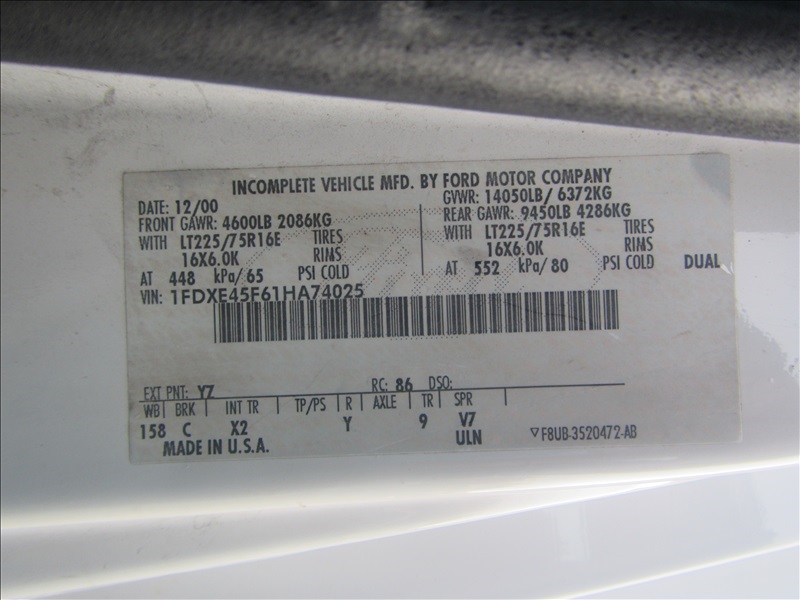 INCOMPLETE VEHICLE MFD. BY FORD MOTOR COMPANY
DATE: 12/00 GVWR: 14050LB/ 6372KG
FRONT GAWR: 4600LB 2086KG REAR GAWR: 9450LB 4286KG
WITH LT225/75R16E TIRES WITH LT225/75R16E TIRES
16X6.0K RIMS 16X6.0K RIMS
AT 448 kPa/ 65 PSI COLD AT 552 kPa/ 80 PSI COLD DUAL
VIN: 1FDXE45F61HA74025
EXT PNT: YZ RC: 86 DSO:
WB BRK INT TR TP/PS R AXLE TR SPR
158 C X2 Y 9 V7
MADE IN U.S.A. ULN F8UB-3520472-AB